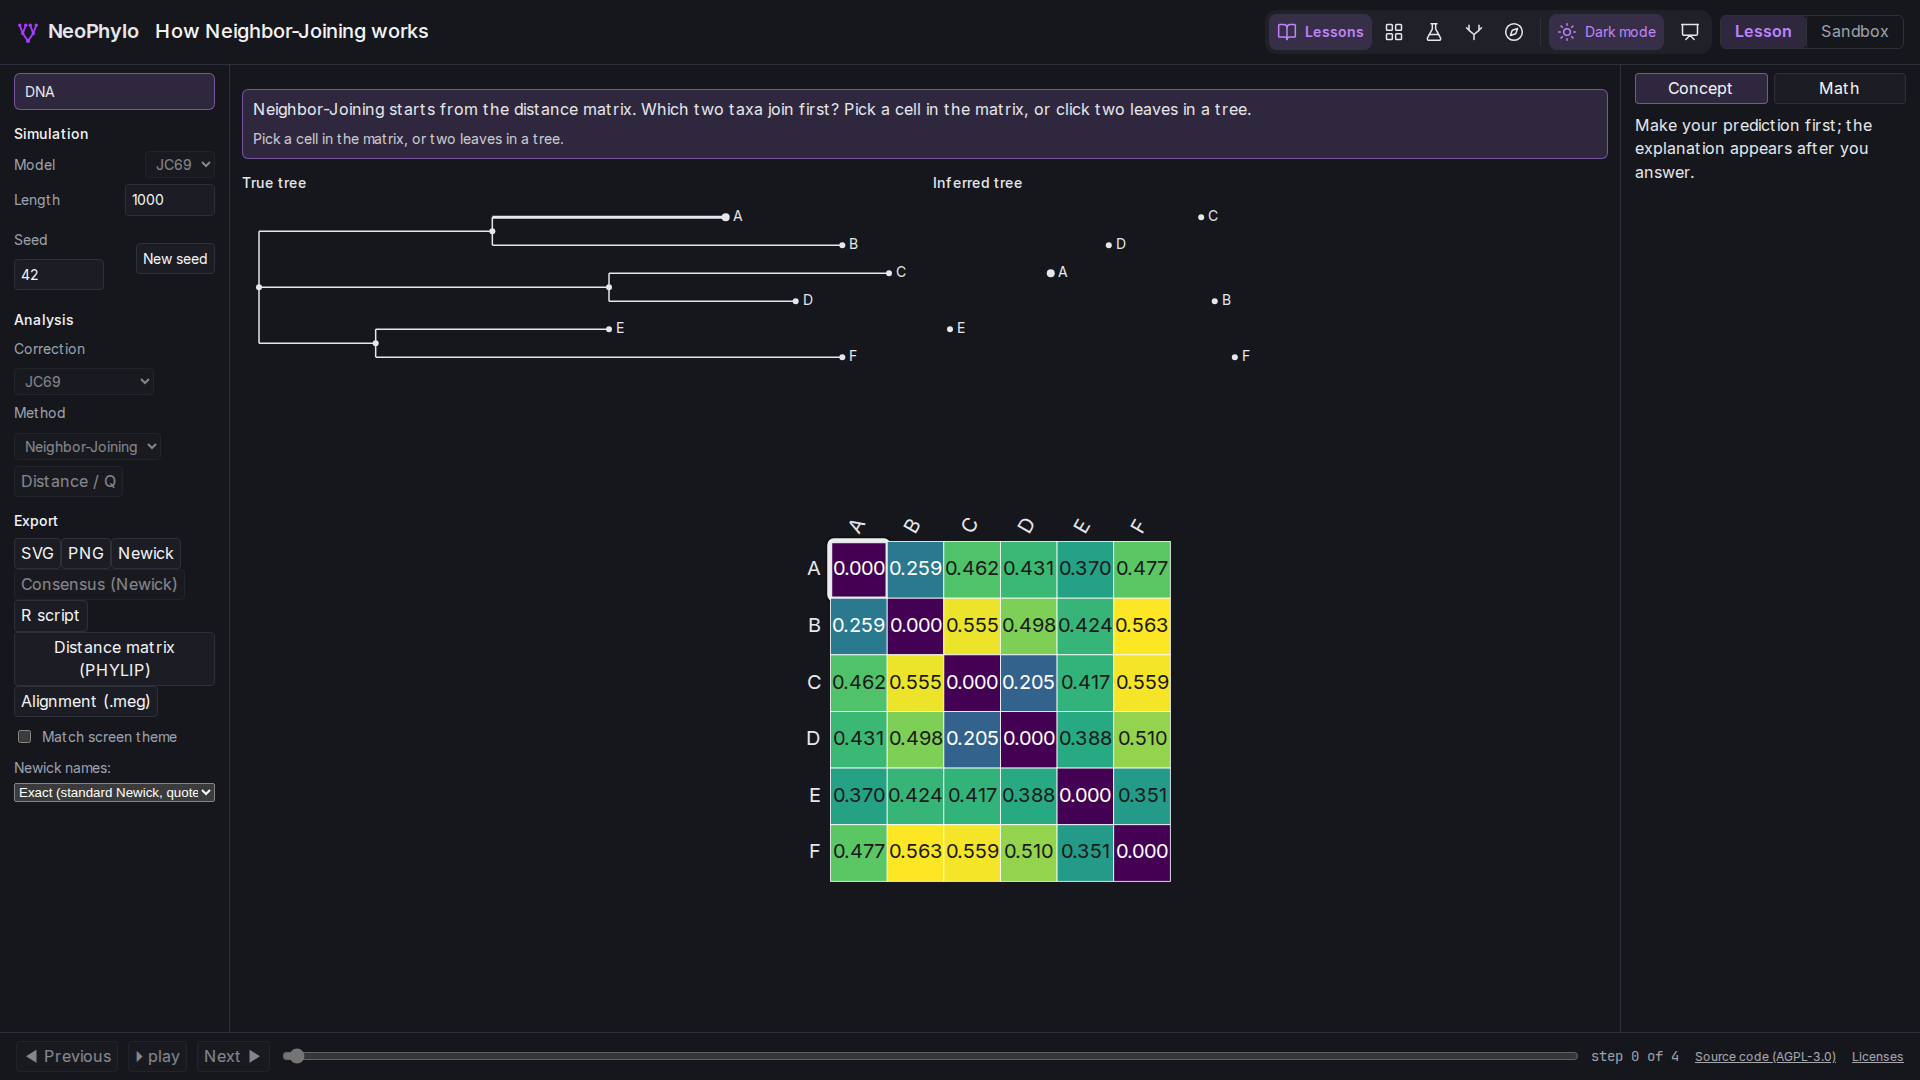 NeoPhylo
How Neighbor-Joining works
Lessons
Dark mode
Lesson
Sandbox
DNA
Simulation
Model
JC69
Length
1000
Seed
42
New seed
Analysis
Correction
JC69
Method
Neighbor-Joining
Distance / Q
Export
SVG
PNG
Newick
Consensus (Newick)
R script
Distance matrix
(PHYLIP)
Alignment (.meg)
Match screen theme
Newick names:
Exact (standard Newick, quote
Neighbor-Joining starts from the distance matrix. Which two taxa join first? Pick a cell in the matrix, or click two leaves in a tree.
Pick a cell in the matrix, or two leaves in a tree.
True tree
A
B
C
D
E
F
Inferred tree
C
D
A
B
E
F
A B C D E F
A 0.000 0.259 0.462 0.431 0.370 0.477
B 0.259 0.000 0.555 0.498 0.424 0.563
C 0.462 0.555 0.000 0.205 0.417 0.559
D 0.431 0.498 0.205 0.000 0.388 0.510
E 0.370 0.424 0.417 0.388 0.000 0.351
F 0.477 0.563 0.559 0.510 0.351 0.000
Concept
Math
Make your prediction first; the
explanation appears after you
answer.
Previous
play
Next
step 0 of 4
Source code (AGPL-3.0)
Licenses